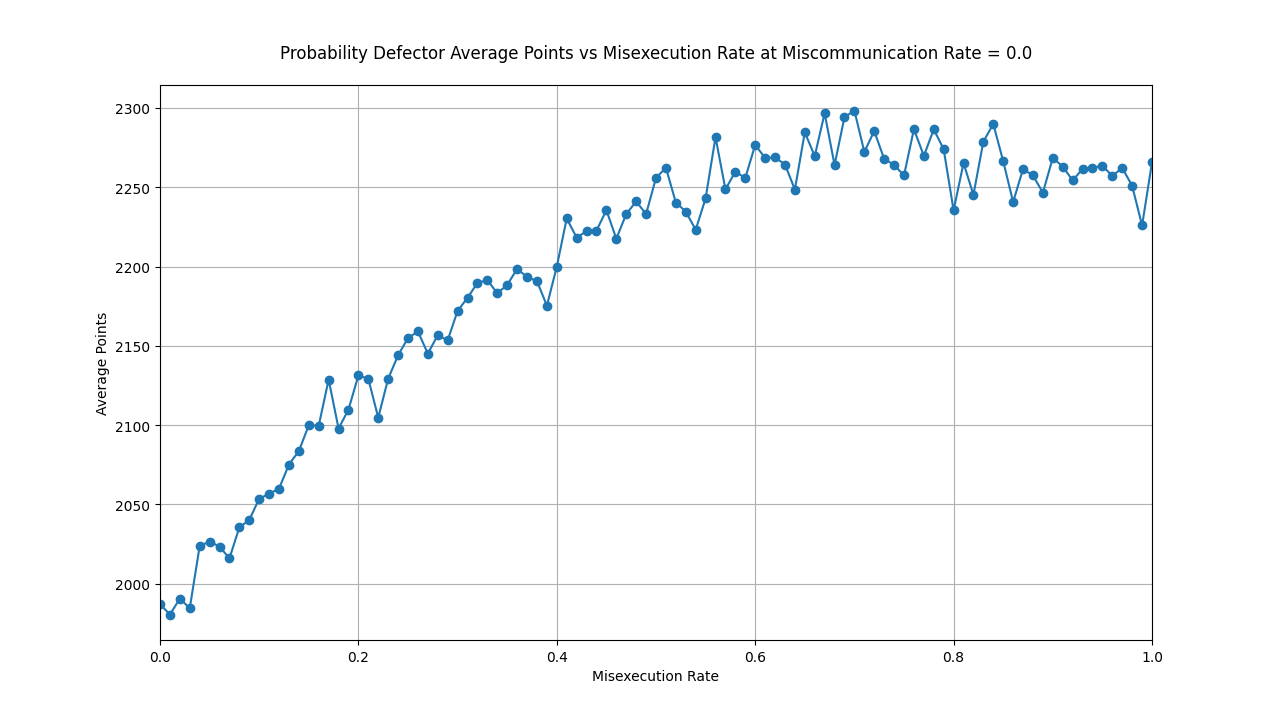 Probability Defector Average Points vs Misexecution Rate at Miscommunication Rate = 0.0
2300
2250
2200
2150
2100
2050
2000
Average Points
0.0 0.2 0.4 0.6 0.8 1.0
Misexecution Rate